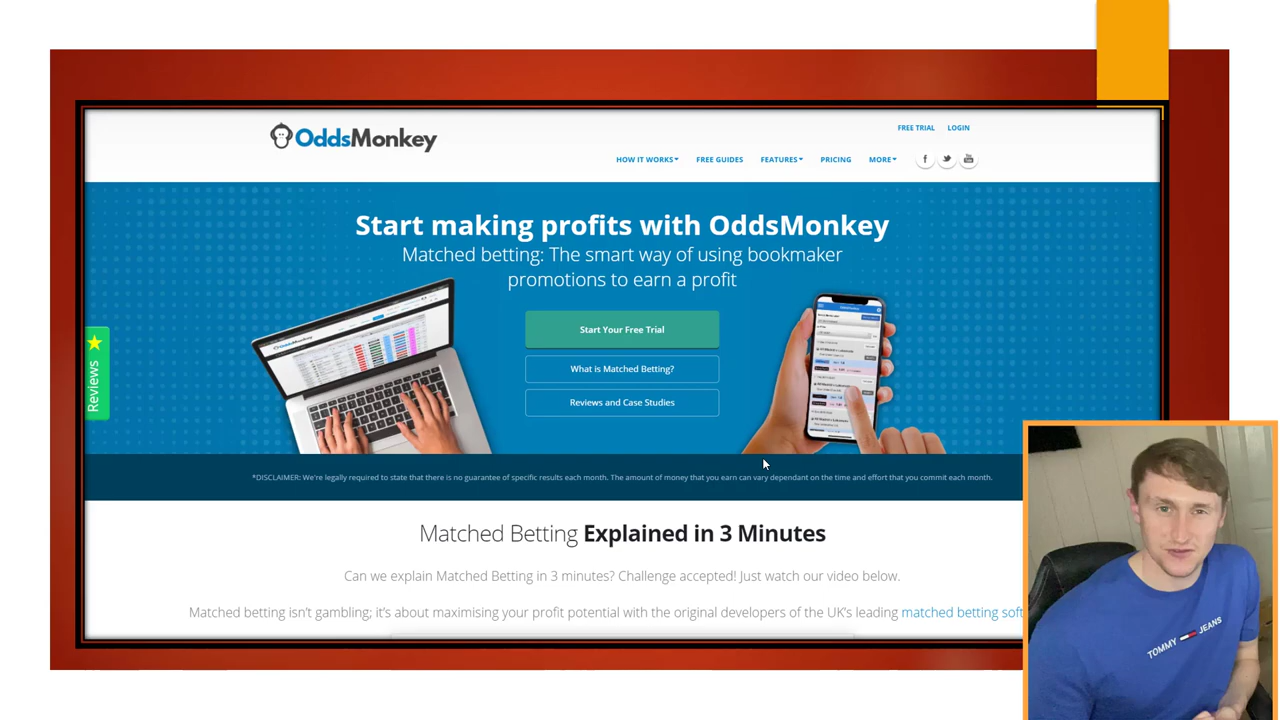 OddsMonkey
FREE TRIAL LOGIN
HOW IT WORKS FREE GUIDES FEATURES PRICING MORE
Start making profits with OddsMonkey
Matched betting: The smart way of using bookmaker
promotions to earn a profit
Start Your Free Trial
What is Matched Betting?
Reviews and Case Studies
Reviews
*DISCLAIMER: We're legally required to state that there is no guarantee of specific results each month. The amount of money that you earn can vary dependant on the time and effort that you commit each month.
Matched Betting Explained in 3 Minutes
Can we explain Matched Betting in 3 minutes? Challenge accepted! Just watch our video below.
Matched betting isn't gambling; it's about maximising your profit potential with the original developers of the UK's leading matched betting soft
TOMMY JEANS